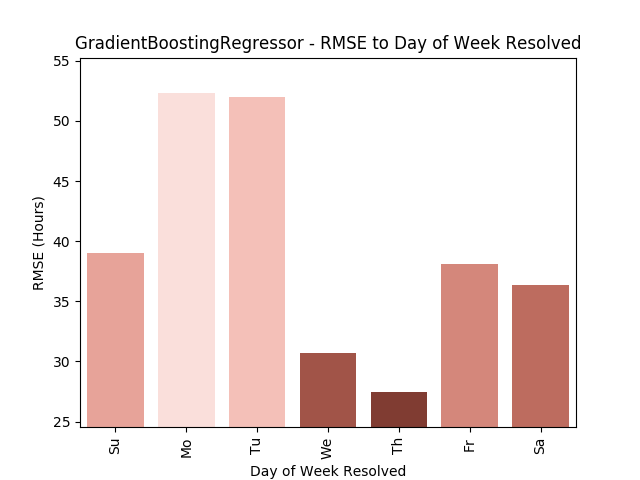 GradientBoostingRegressor - RMSE to Day of Week Resolved
55
50
45
40
35
30
25
RMSE (Hours)
Su
Mo
Tu
We
Th
Fr
Sa
Day of Week Resolved